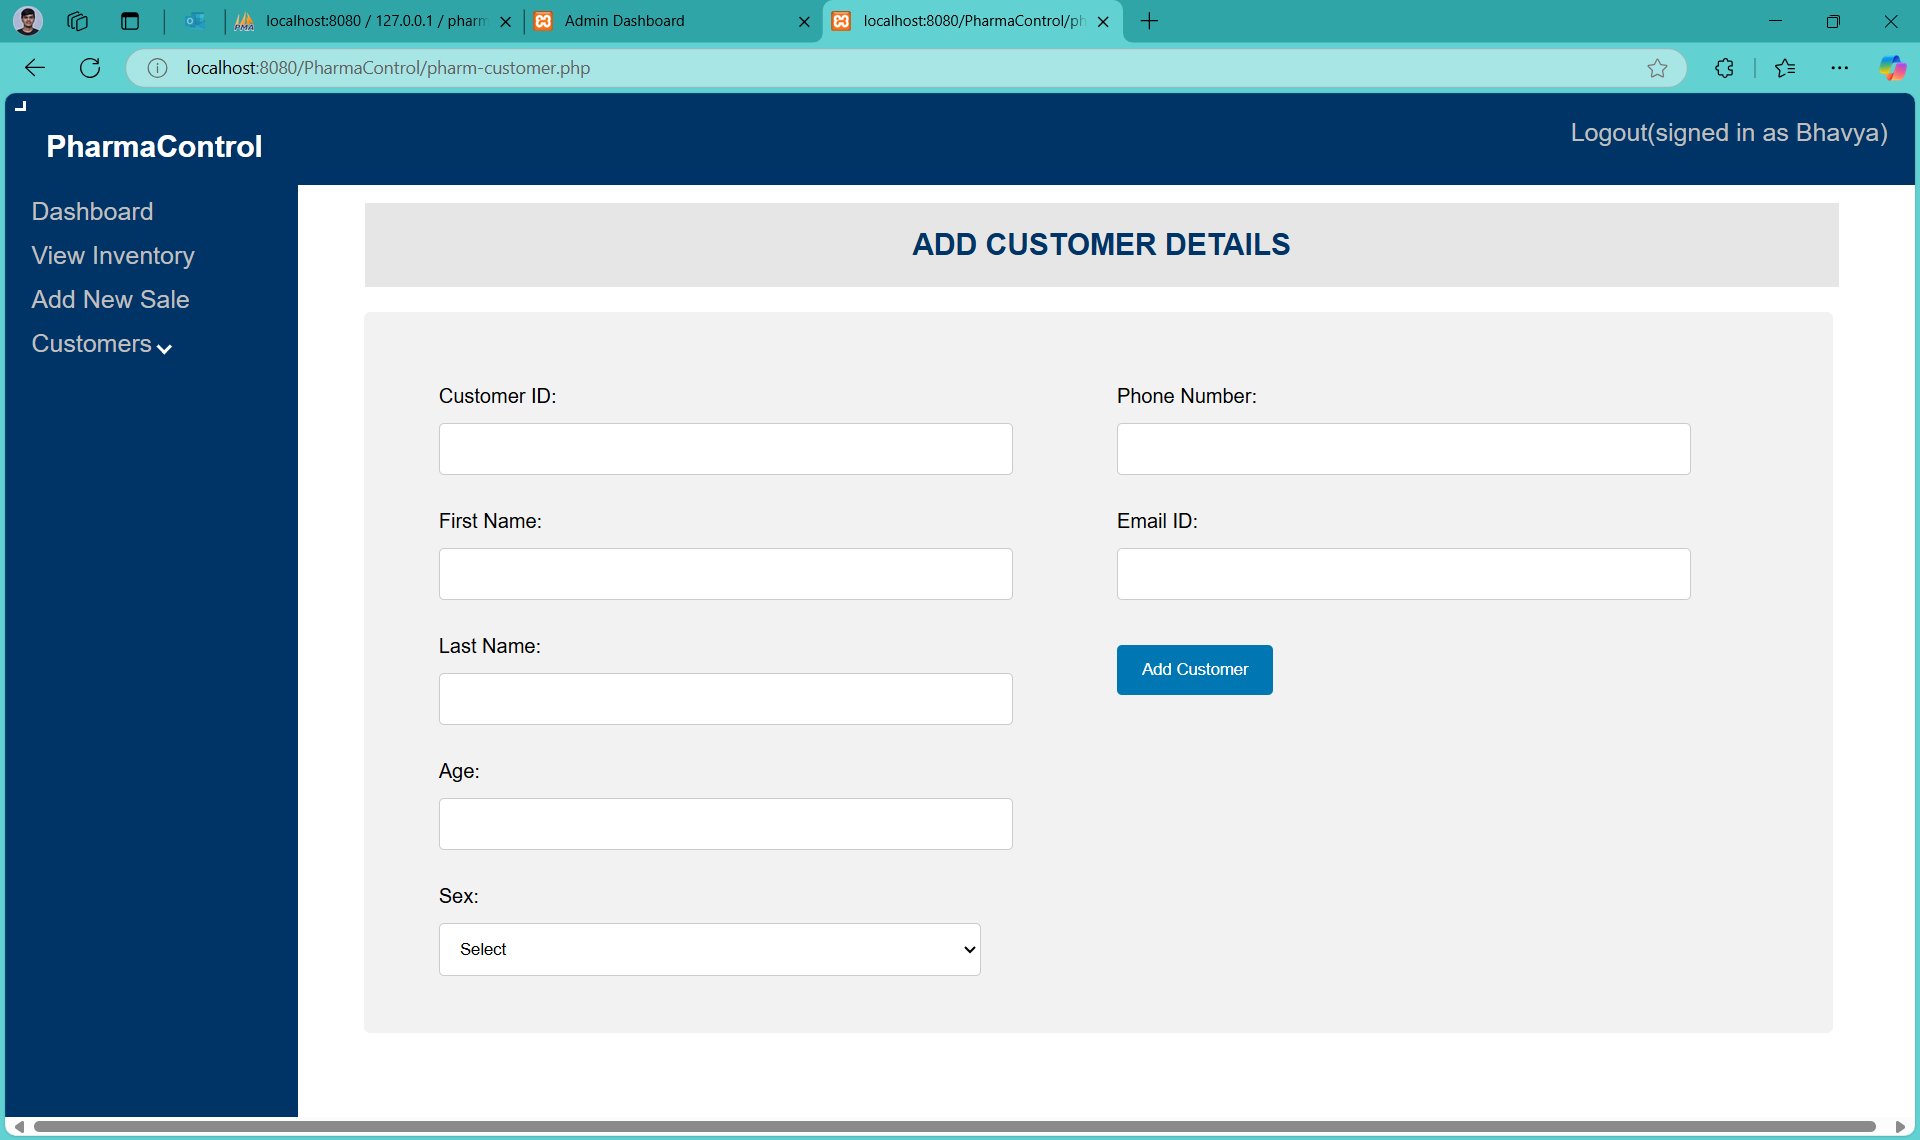 localhost:8080 / 127.0.0.1 / pharm
Admin Dashboard
localhost:8080/PharmaControl/ph
localhost:8080/PharmaControl/pharm-customer.php
PharmaControl
Logout(signed in as Bhavya)
Dashboard
View Inventory
Add New Sale
Customers
ADD CUSTOMER DETAILS
Customer ID:
Phone Number:
First Name:
Email ID:
Last Name:
Add Customer
Age:
Sex:
Select